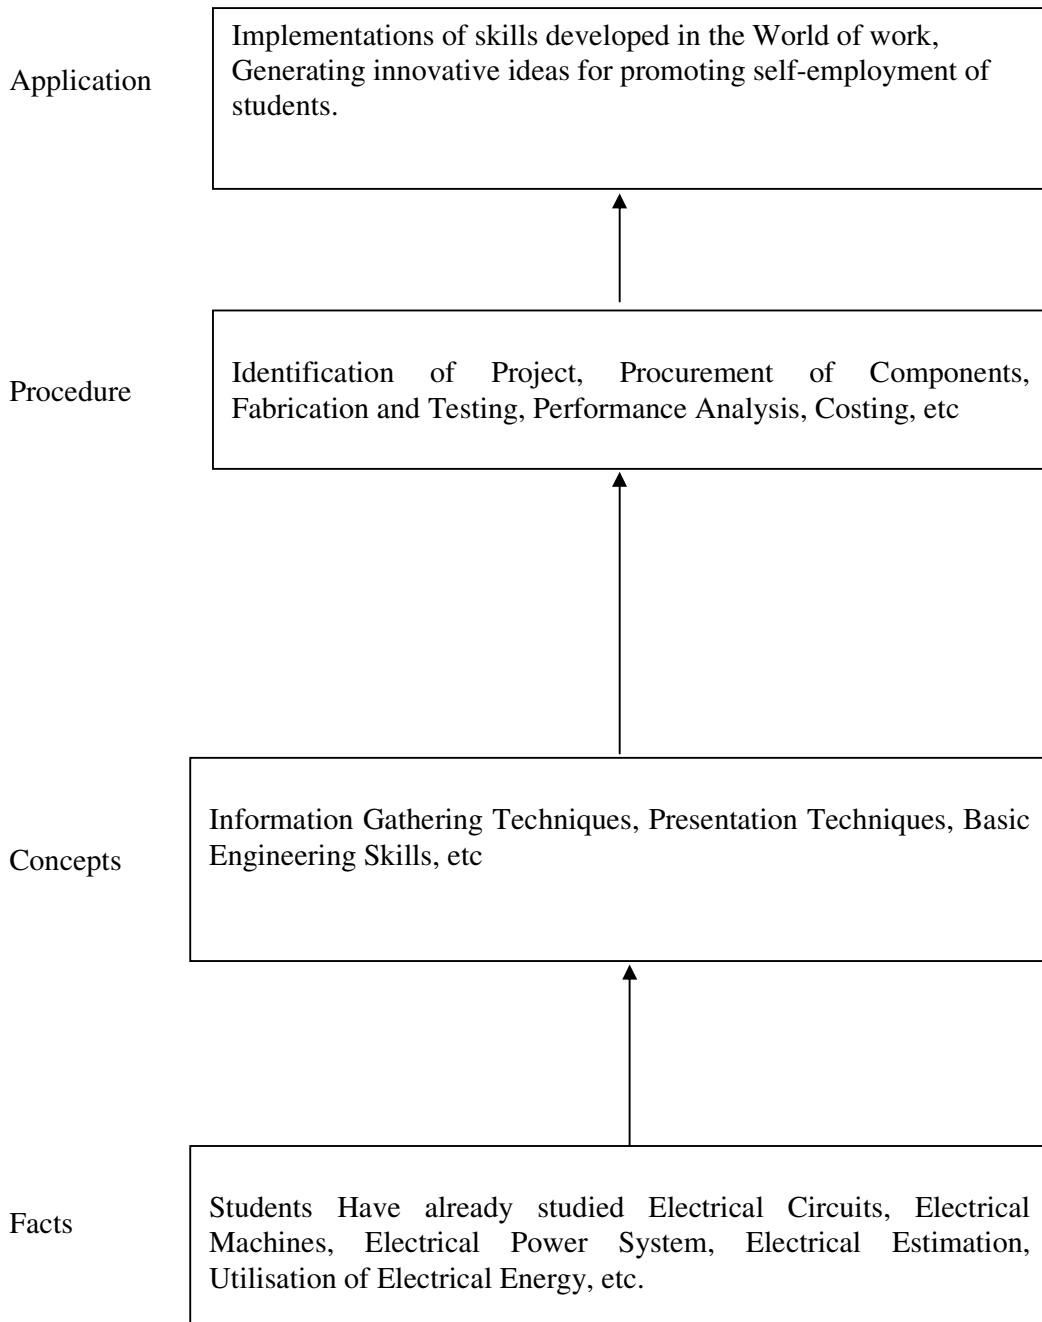 Application
Implementations of skills developed in the World of work,
Generating innovative ideas for promoting self-employment of
students.
Procedure
Identification of Project, Procurement of Components,
Fabrication and Testing, Performance Analysis, Costing, etc
Concepts
Information Gathering Techniques, Presentation Techniques, Basic
Engineering Skills, etc
Facts
Students Have already studied Electrical Circuits, Electrical
Machines, Electrical Power System, Electrical Estimation,
Utilisation of Electrical Energy, etc.